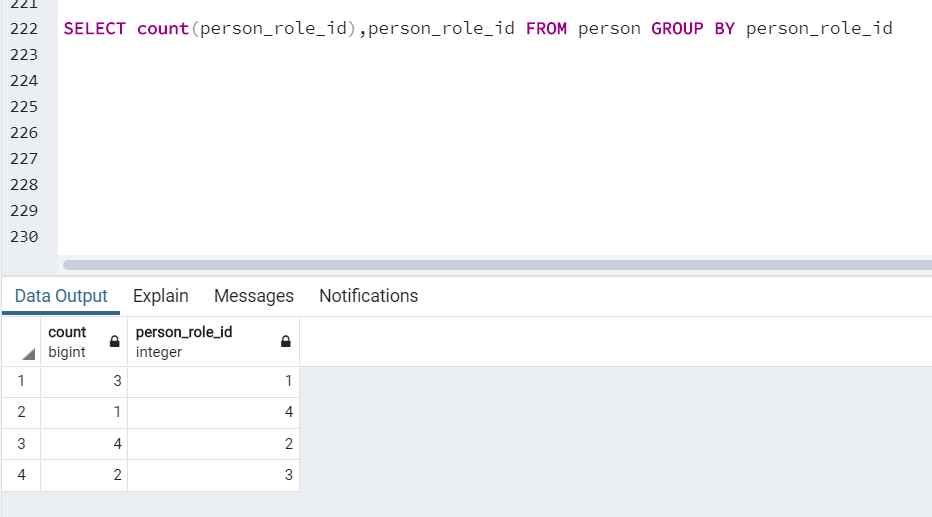 221
222 SELECT count(person_role_id),person_role_id FROM person GROUP BY person_role_id
223
224
225
226
227
228
229
230
Data Output Explain Messages Notifications
count person_role_id
bigint integer
1 3 1
2 1 4
3 4 2
4 2 3